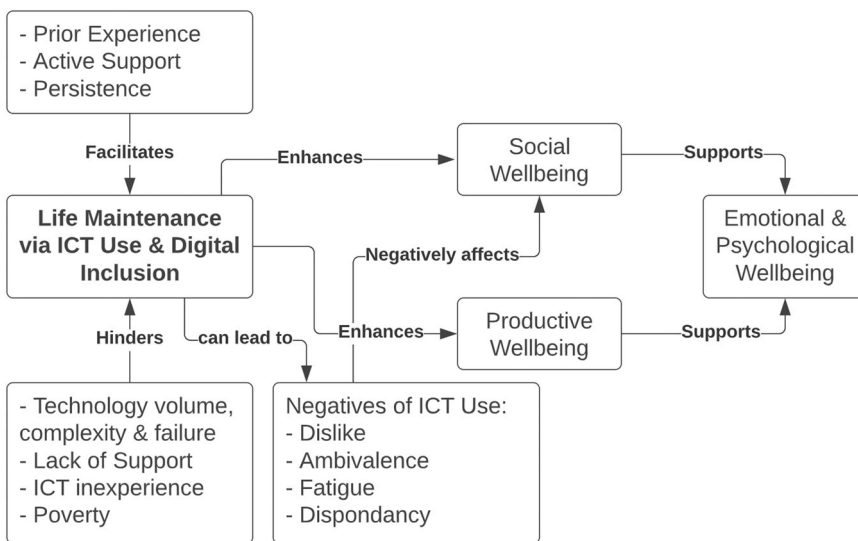 - Prior Experience
- Active Support
- Persistence
Facilitates
Enhances
Social
Wellbeing
Supports
Life Maintenance
via ICT Use & Digital
Inclusion
Negatively affects
Emotional &
Psychological
Wellbeing
Hinders
can lead to
Enhances
Productive
Wellbeing
Supports
- Technology volume,
complexity & failure
- Lack of Support
- ICT inexperience
- Poverty
Negatives of ICT Use:
- Dislike
- Ambivalence
- Fatigue
- Dispondancy